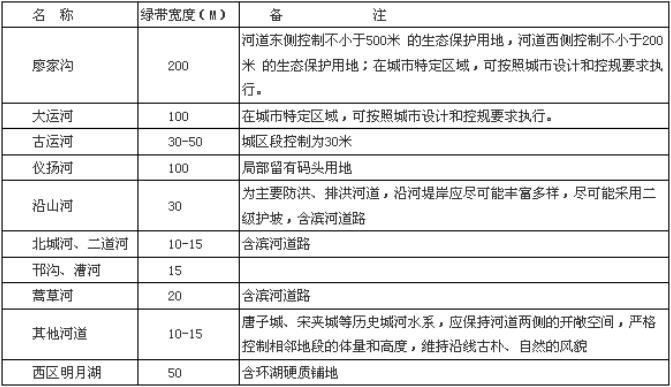 名 称 绿带宽度(M) 备 注
廖家沟 200 河道东侧控制不小于500米 的生态保护用地,河道西侧控制不小于200
米 的生态保护用地;在城市特定区域,可按照城市设计和控规要求执
行。
大运河 100 在城市特定区域,可按照城市设计和控规要求执行。
古运河 30-50 城区段控制为30米
仪扬河 100 局部留有码头用地
沿山河 30 为主要防洪、排洪河道,沿河堤岸应尽可能丰富多样,尽可能采用二
级护坡,含滨河道路
北城河、二道河 10-15 含滨河道路
邗沟、漕河 15
蒿草河 20 含滨河道路
其他河道 10-15 唐子城、宋夹城等历史城河水系,应保持河道两侧的开敞空间,严格
控制相邻地段的体量和高度,维持沿线古朴、自然的风貌
西区明月湖 50 含环湖硬质铺地